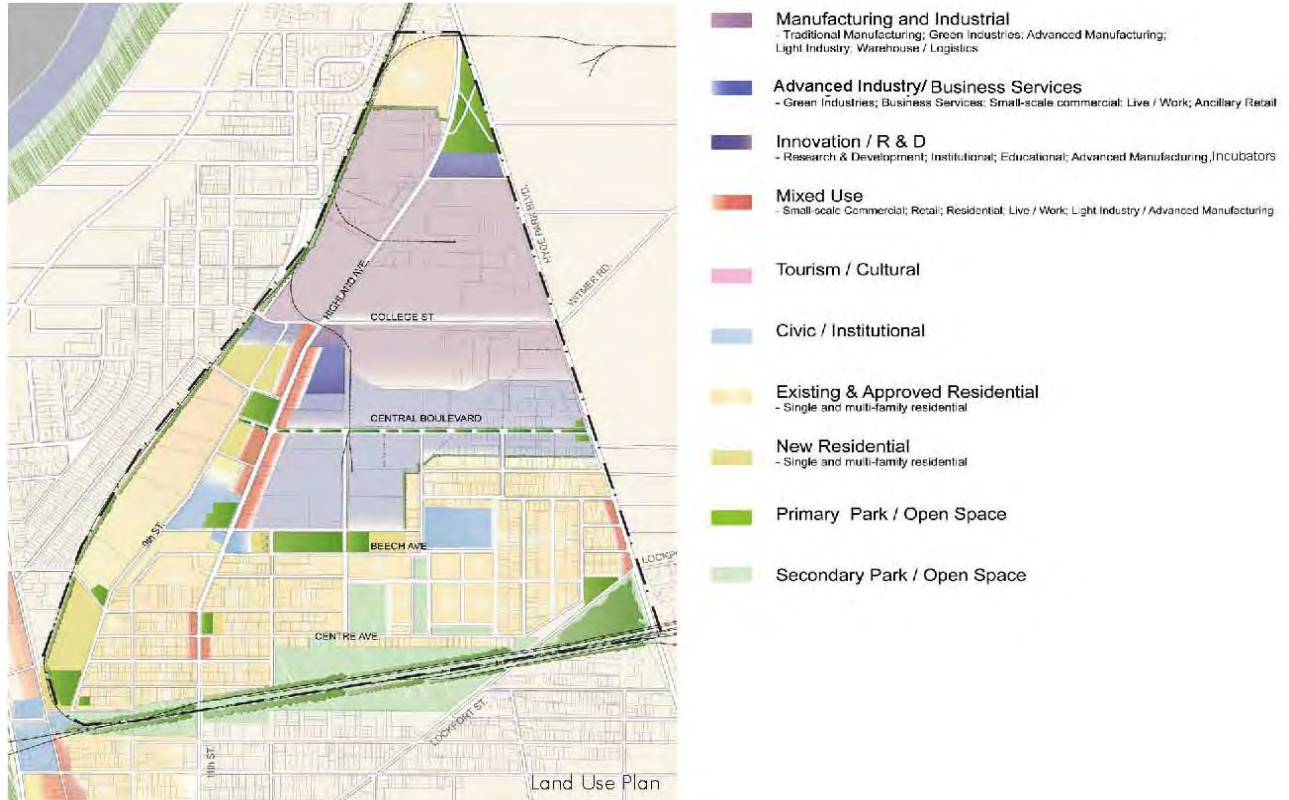 HYDE PARK BLVD.
WITMER RD.
HIGHLAND AVE.
COLLEGE ST.
CENTRAL BOULEVARD
9th ST.
BEECH AVE.
LOCKPO
CENTRE AVE.
LOCKPORT ST.
11th ST.
Land Use Plan
Manufacturing and Industrial
- Traditional Manufacturing; Green Industries; Advanced Manufacturing;
Light Industry; Warehouse / Logistics
Advanced Industry/ Business Services
- Green Industries; Business Services; Small-scale commercial; Live / Work; Ancillary Retail
Innovation / R & D
- Research & Development; Institutional; Educational; Advanced Manufacturing,Incubators
Mixed Use
- Small-scale Commercial; Retail; Residential; Live / Work; Light Industry / Advanced Manufacturing
Tourism / Cultural
Civic / Institutional
Existing & Approved Residential
- Single and multi-family residential
New Residential
- Single and multi-family residential
Primary Park / Open Space
Secondary Park / Open Space